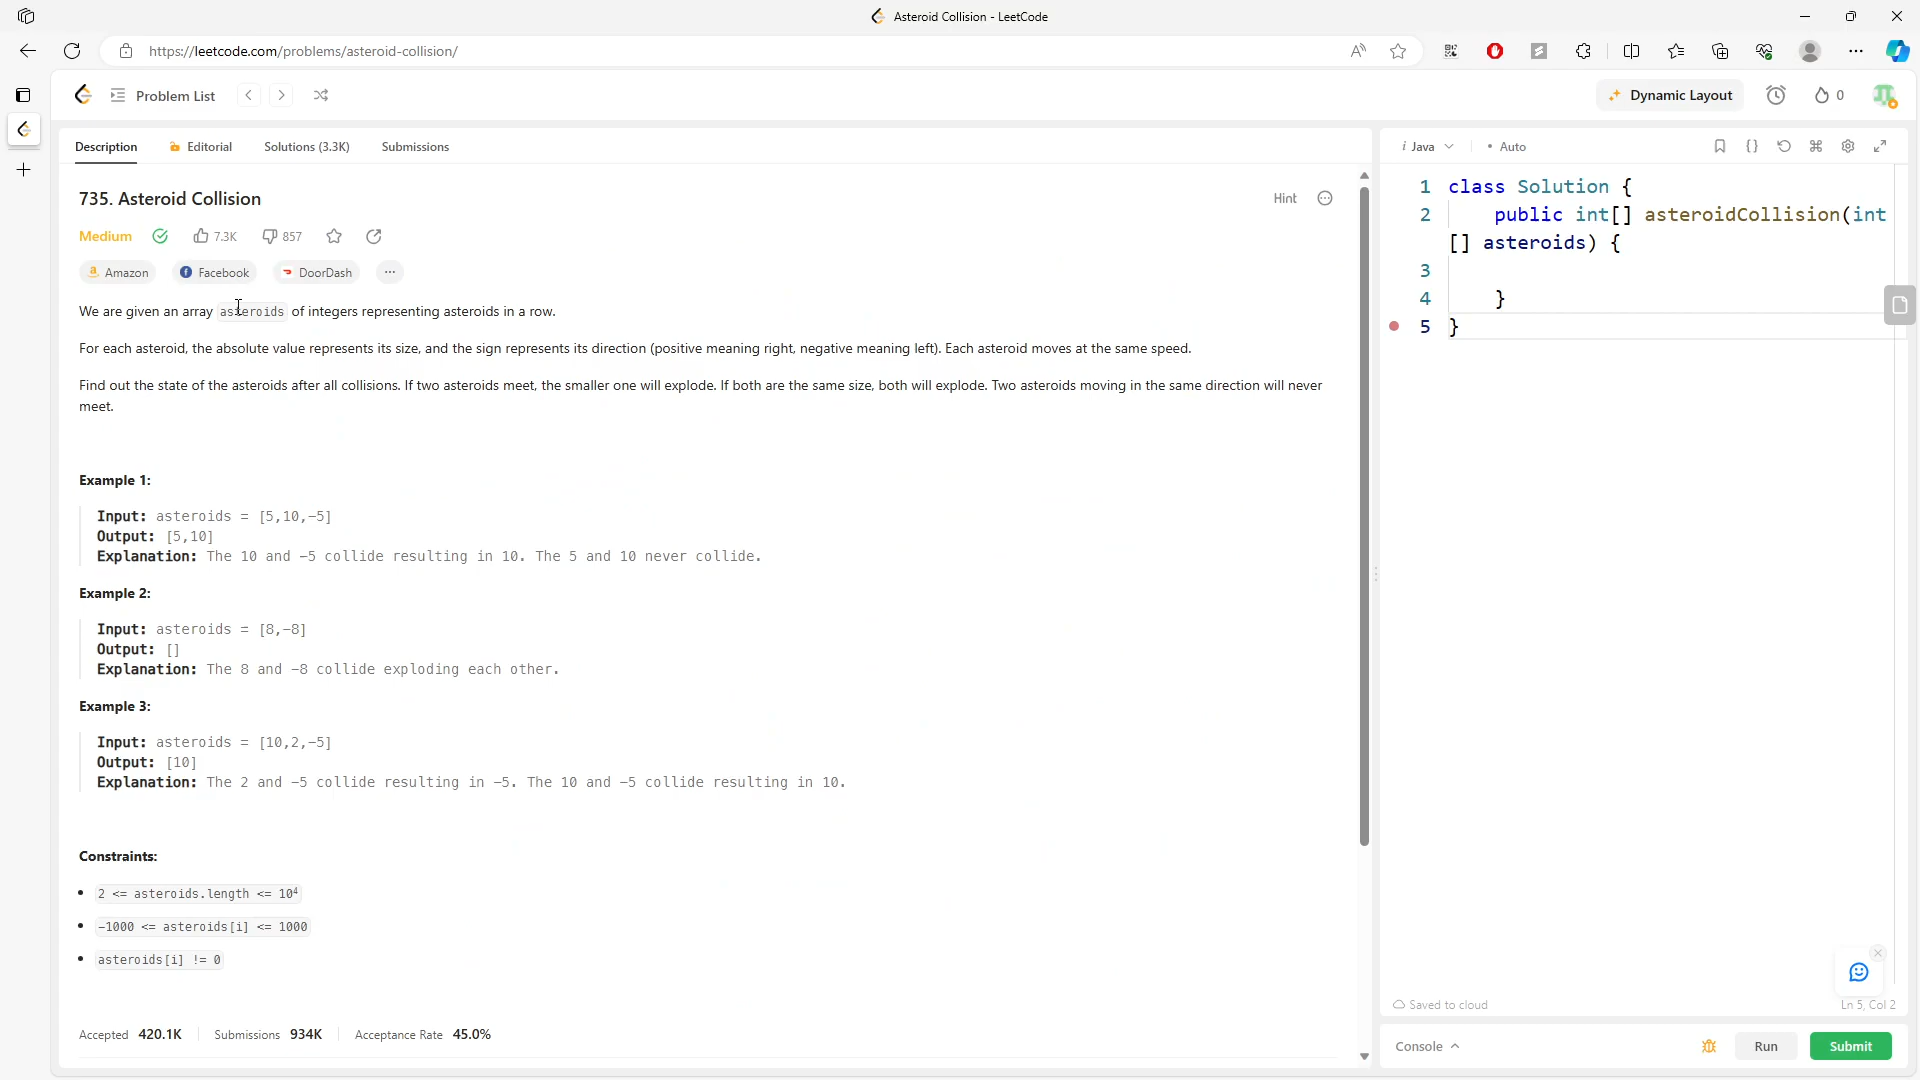 Asteroid Collision - LeetCode
https://leetcode.com/problems/asteroid-collision/
Problem List
Dynamic Layout
0
Description
Editorial
Solutions (3.3K)
Submissions
735. Asteroid Collision
Hint
Medium
7.3K
857
Amazon
Facebook
DoorDash
We are given an array asteroids of integers representing asteroids in a row.
For each asteroid, the absolute value represents its size, and the sign represents its direction (positive meaning right, negative meaning left). Each asteroid moves at the same speed.
Find out the state of the asteroids after all collisions. If two asteroids meet, the smaller one will explode. If both are the same size, both will explode. Two asteroids moving in the same direction will never
meet.
Example 1:
Input: asteroids = [5,10,-5]
Output: [5,10]
Explanation: The 10 and -5 collide resulting in 10. The 5 and 10 never collide.
Example 2:
Input: asteroids = [8,-8]
Output: []
Explanation: The 8 and -8 collide exploding each other.
Example 3:
Input: asteroids = [10,2,-5]
Output: [10]
Explanation: The 2 and -5 collide resulting in -5. The 10 and -5 collide resulting in 10.
Constraints:
• 2 <= asteroids.length <= 10⁴
• -1000 <= asteroids[i] <= 1000
• asteroids[i] != 0
Accepted 420.1K
Submissions 934K
Acceptance Rate 45.0%
i Java
• Auto
1 class Solution {
2 public int[] asteroidCollision(int
[] asteroids) {
3
4 }
5 }
Saved to cloud
Ln 5, Col 2
Console
Run
Submit